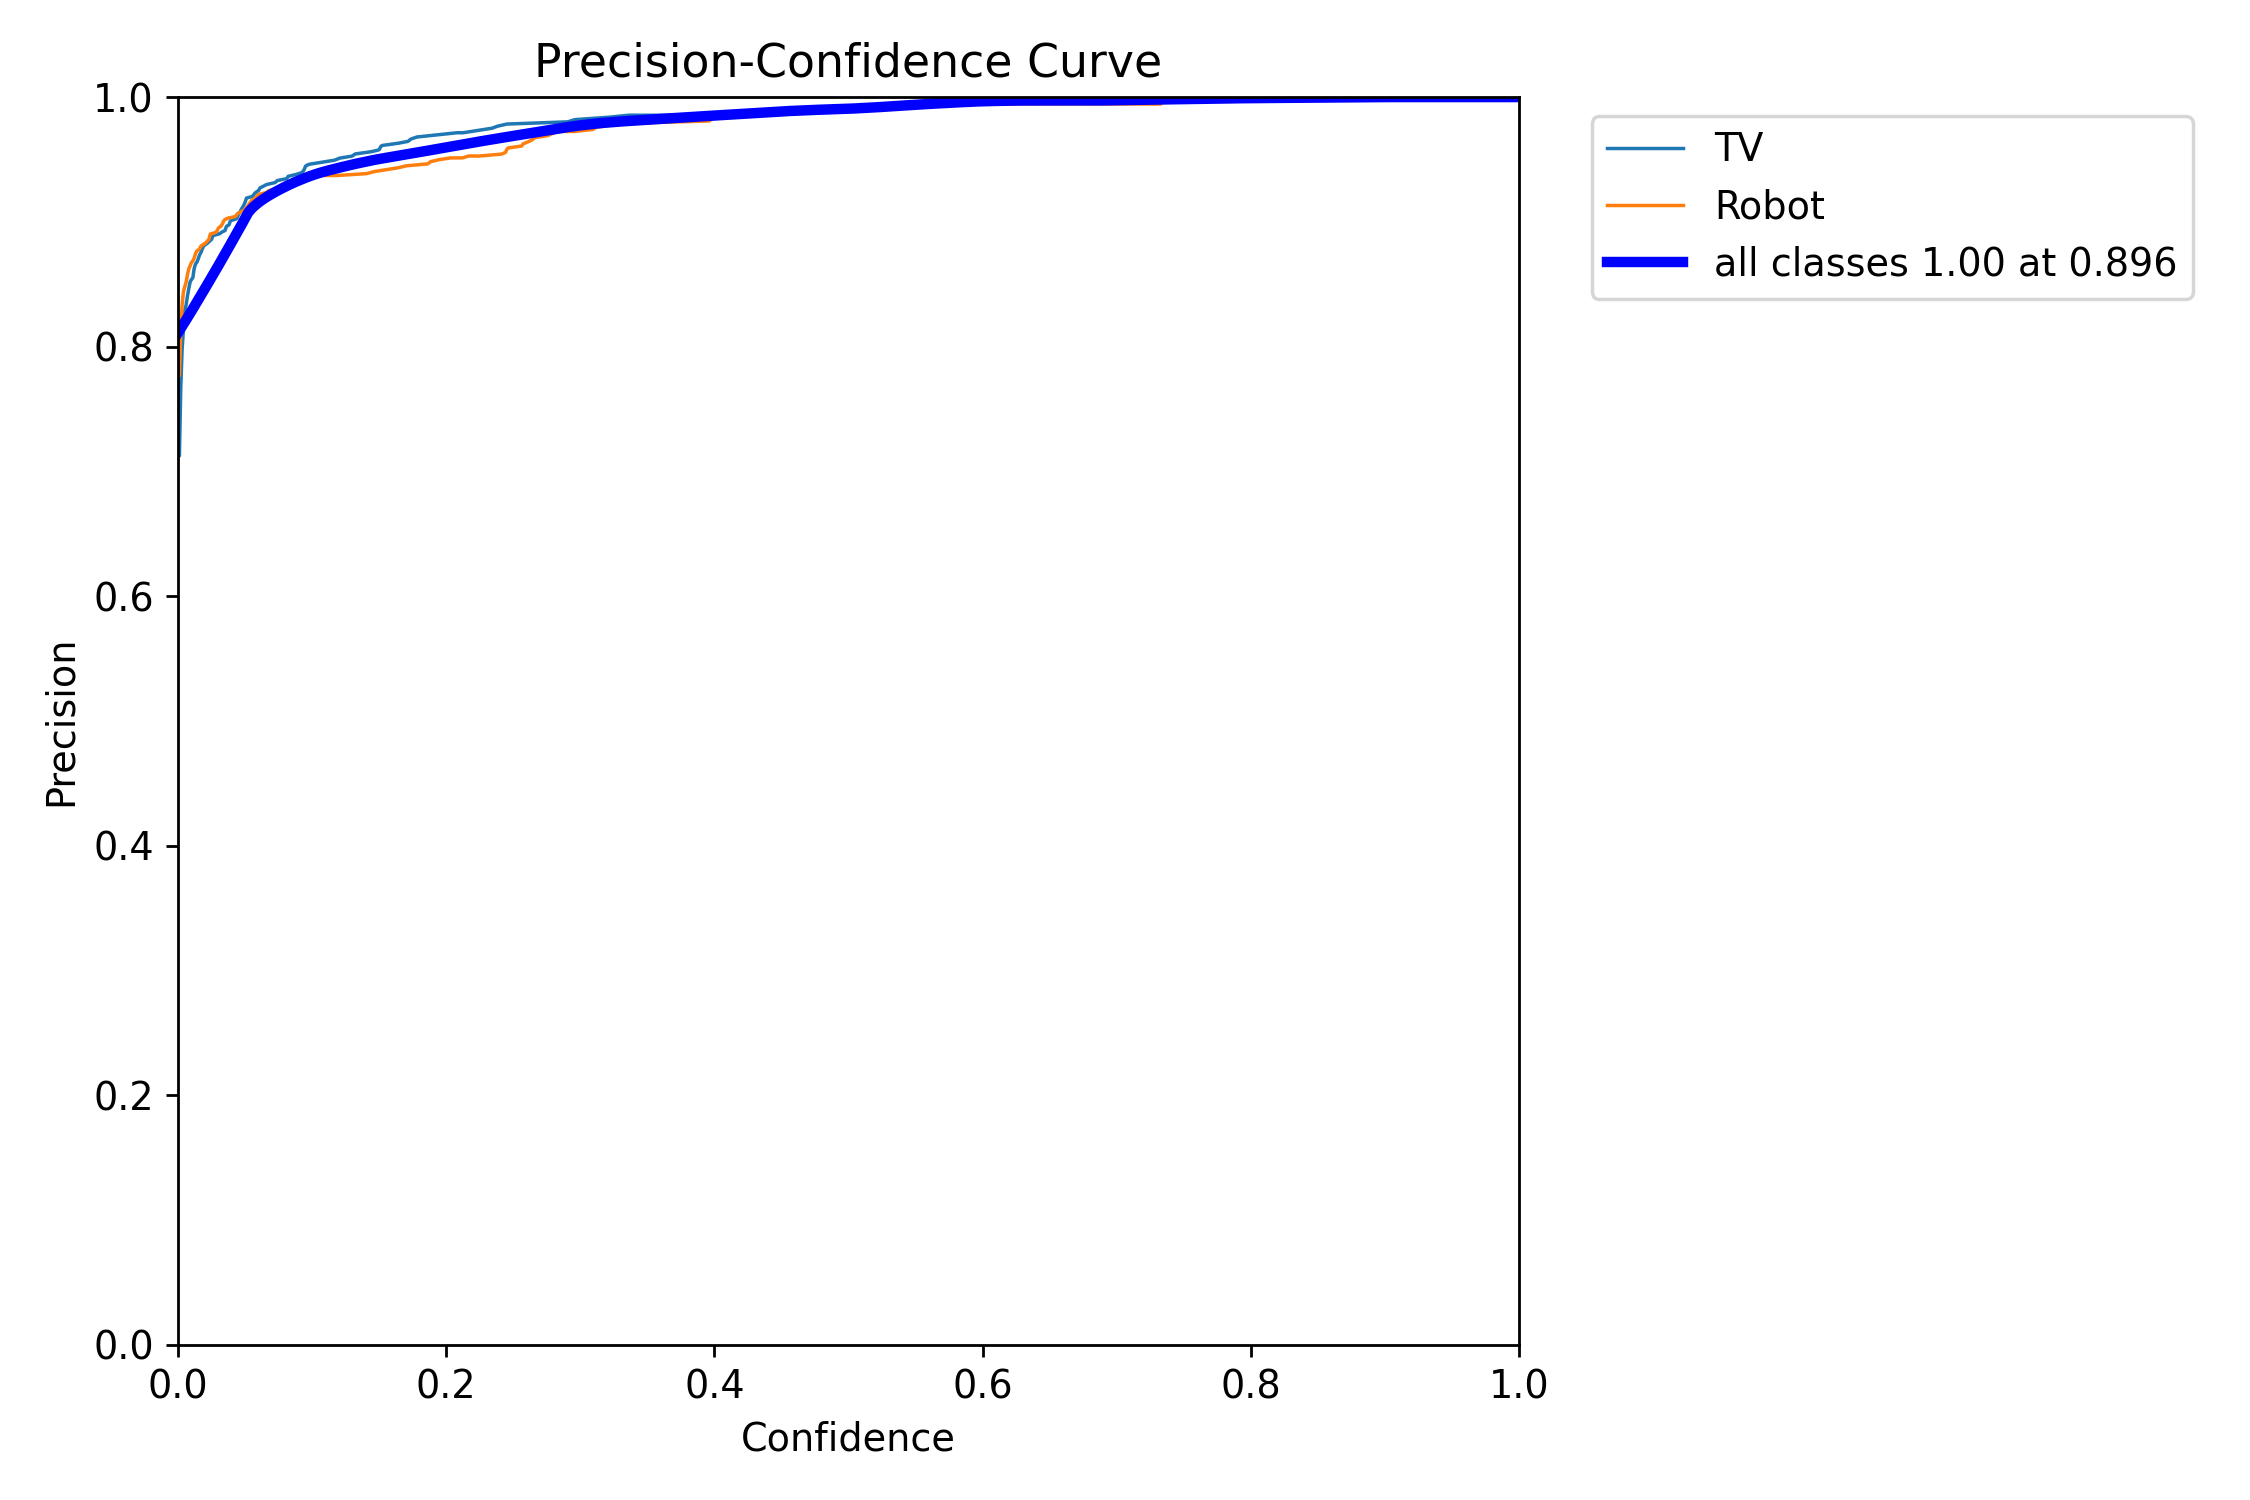 Precision-Confidence Curve
1.0
0.8
0.6
0.4
0.2
0.0
Precision
0.0 0.2 0.4 0.6 0.8 1.0
Confidence
TV
Robot
all classes 1.00 at 0.896